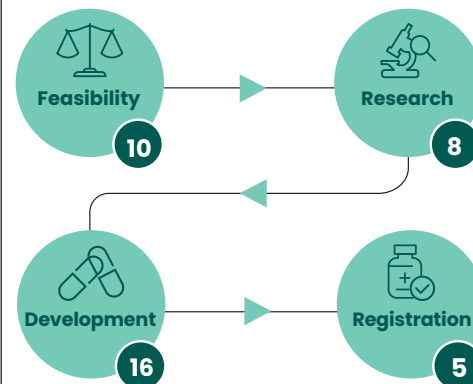 Feasibility
10
Research
8
Development
16
Registration
5